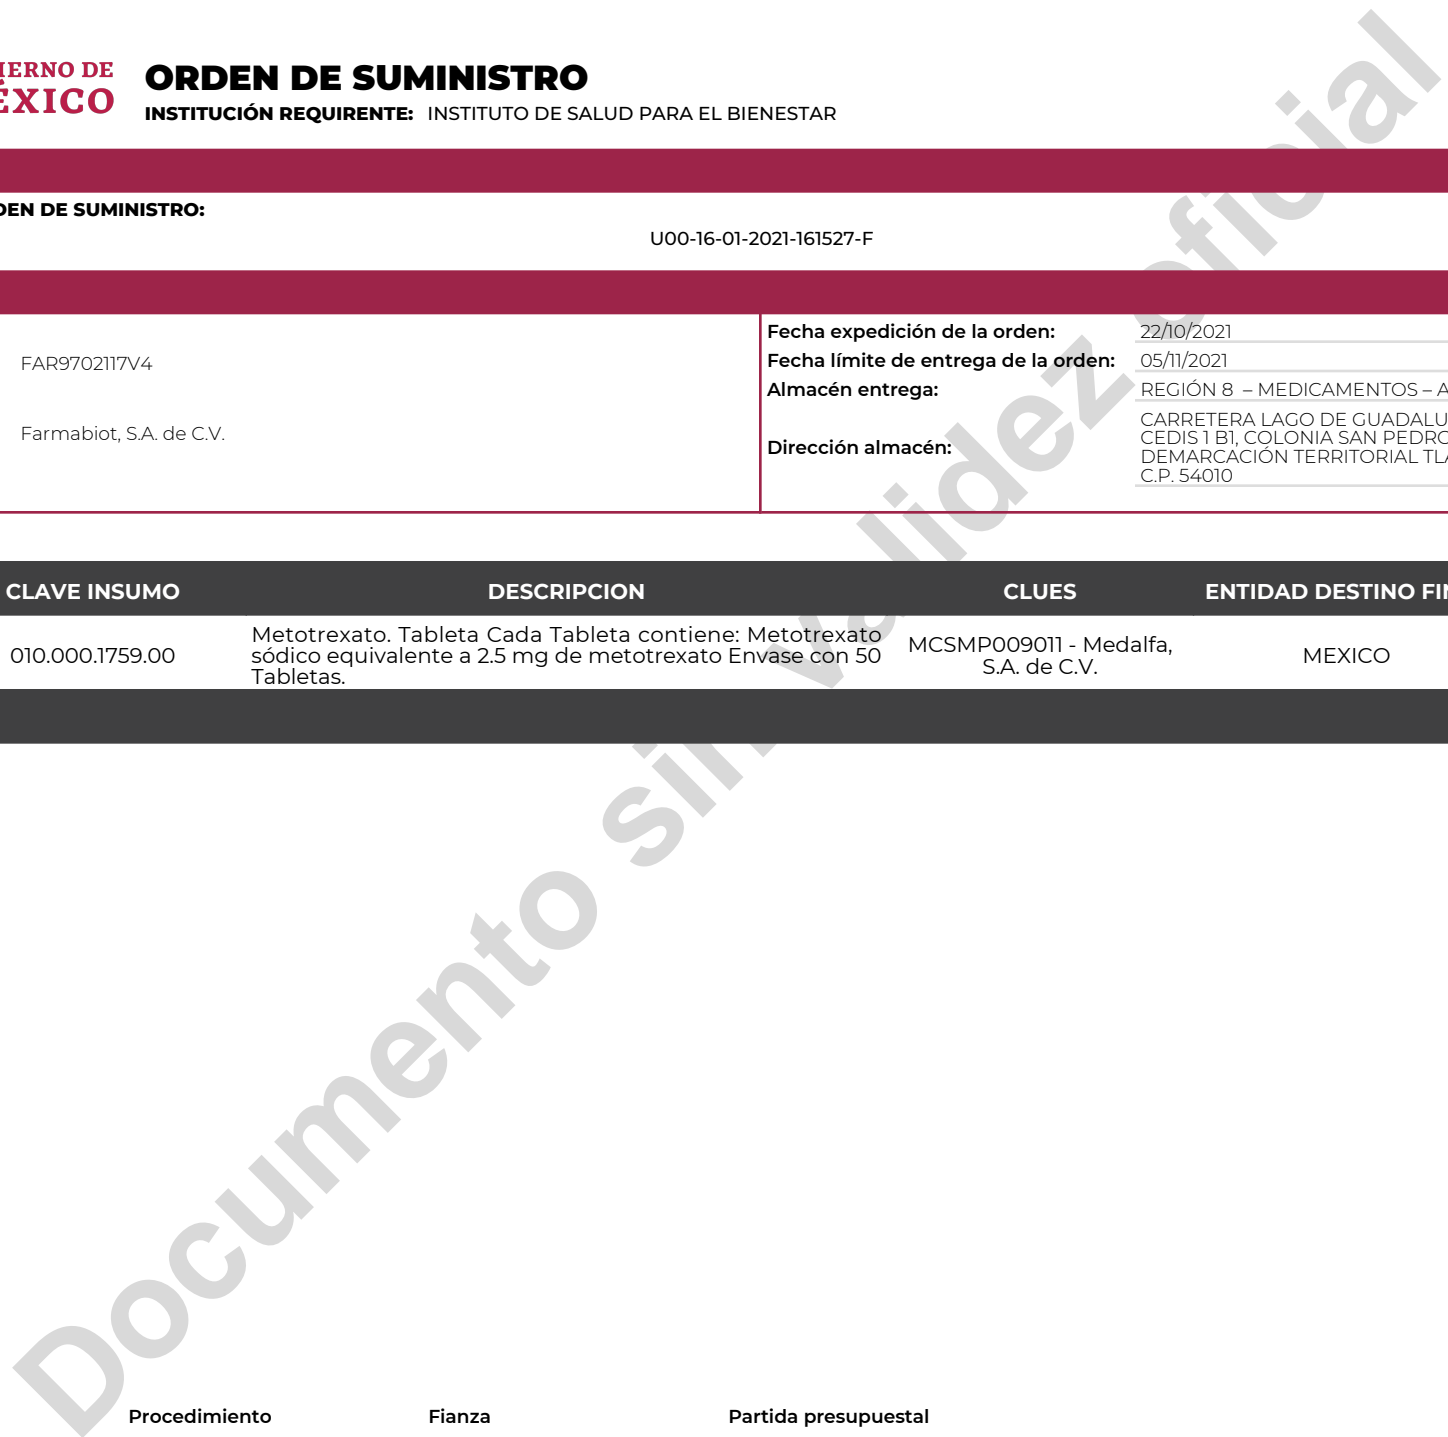 IERNO DE
ÉXICO
ORDEN DE SUMINISTRO
INSTITUCIÓN REQUIRENTE: INSTITUTO DE SALUD PARA EL BIENESTAR
DEN DE SUMINISTRO:
U00-16-01-2021-161527-F
FAR9702117V4
Farmabiot, S.A. de C.V.
Fecha expedición de la orden: 22/10/2021
Fecha límite de entrega de la orden: 05/11/2021
Almacén entrega: REGIÓN 8 – MEDICAMENTOS – A
Dirección almacén: CARRETERA LAGO DE GUADALU
CEDIS 1 B1, COLONIA SAN PEDRO
DEMARCACIÓN TERRITORIAL TLA
C.P. 54010
CLAVE INSUMO DESCRIPCION CLUES ENTIDAD DESTINO FIN
010.000.1759.00
Metotrexato. Tableta Cada Tableta contiene: Metotrexato
sódico equivalente a 2.5 mg de metotrexato Envase con 50
Tabletas.
MCSMP009011 - Medalfa,
S.A. de C.V.
MEXICO
Documento sin validez oficial
Procedimiento Fianza Partida presupuestal